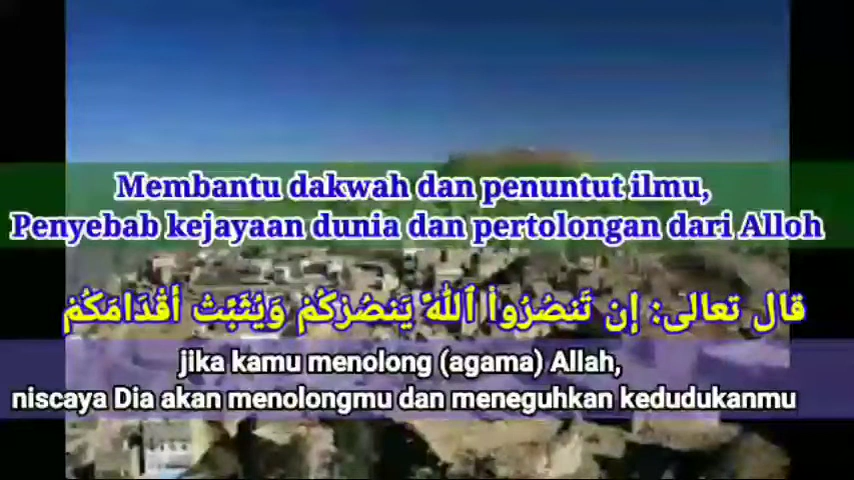 Membantu dakwah dan penuntut ilmu,
Penyebab kejayaan dunia dan pertolongan dari Alloh
قال تعالى: إِن تَنصُرُوا۟ ٱللَّهَ يَنصُرْكُمْ وَيُثَبِّتْ أَقْدَامَكُمْ
jika kamu menolong (agama) Allah,
niscaya Dia akan menolongmu dan meneguhkan kedudukanmu